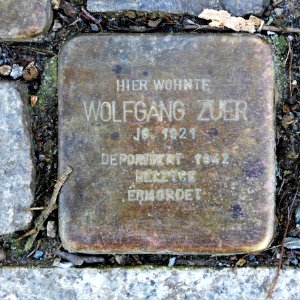 HIER WOHNTE
WOLFGANG ZUER
JG. 1921
DEPORTIERT 1942
BELZYCE
ERMORDET